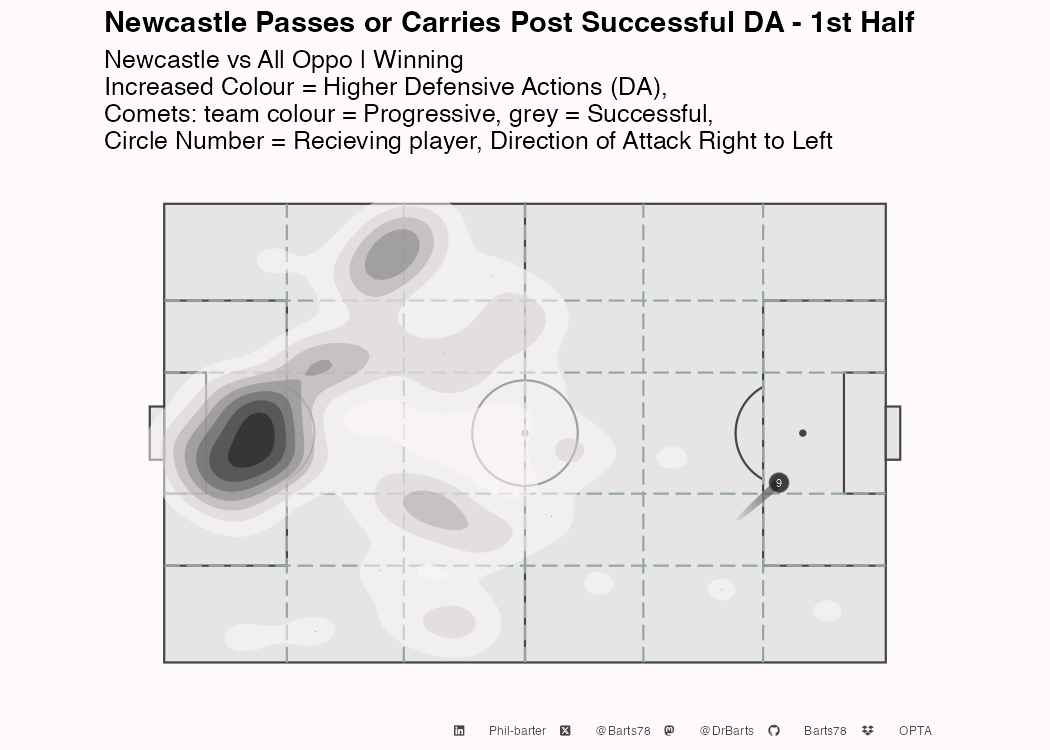 Newcastle Passes or Carries Post Successful DA - 1st Half
Newcastle vs All Oppo | Winning
Increased Colour = Higher Defensive Actions (DA),
Comets: team colour = Progressive, grey = Successful,
Circle Number = Recieving player, Direction of Attack Right to Left
9
Phil-barter @Barts78 @DrBarts Barts78 OPTA